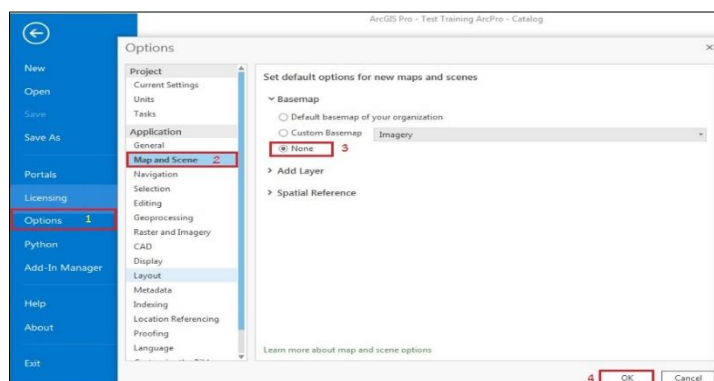 ArcGIS Pro - Test Training ArcPro - Catalog
New
Open
Save
Save As
Portals
Licensing
Options 1
Python
Add-In Manager
Help
About
Exit
Options
×
Project
Current Settings
Units
Tasks
Application
General
Map and Scene 2
Navigation
Selection
Editing
Geoprocessing
Raster and Imagery
CAD
Display
Layout
Metadata
Indexing
Location Referencing
Proofing
Language
Set default options for new maps and scenes
Basemap
Default basemap of your organization
Custom Basemap Imagery
None 3
Add Layer
Spatial Reference
Learn more about map and scene options
4 OK Cancel